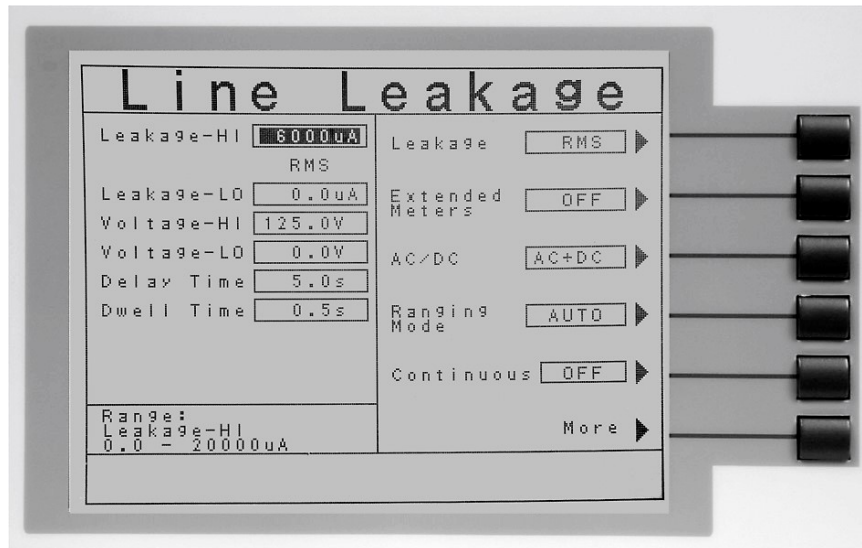 Line Leakage
Leakage-HI 6000uA
RMS
Leakage-LO 0.0uA
Voltage-HI 125.0V
Voltage-LO 0.0V
Delay Time 5.0s
Dwell Time 0.5s
Range:
Leakage-HI
0.0 - 20000uA
Leakage RMS
Extended
Meters OFF
AC/DC AC+DC
Ranging
Mode AUTO
Continuous OFF
More